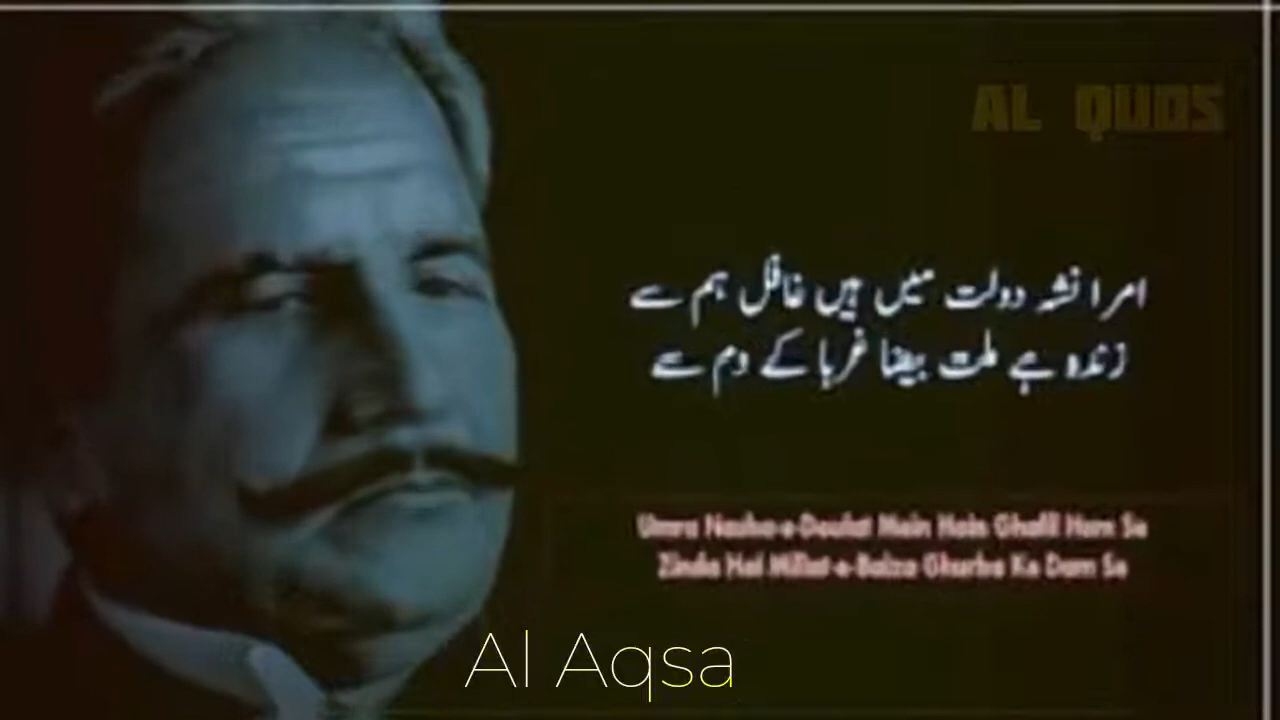 AL QUDS
امرا نشہ دولت میں ہیں غافل ہم سے
زندہ ہے ملت بیضا غربا کے دم سے
Umra Nasha-e-Doulat Mein Hain Ghafil Hum Se
Zinda Hai Millat-e-Baiza Ghurba Ke Dam Se
Al Aqsa